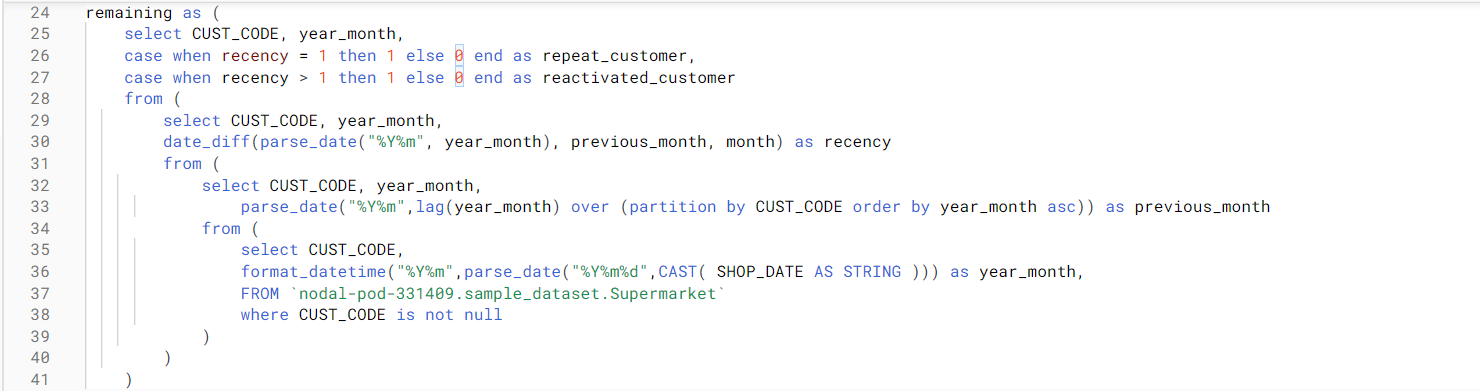 24 remaining as (
25 select CUST_CODE, year_month,
26 case when recency = 1 then 1 else 0 end as repeat_customer,
27 case when recency > 1 then 1 else 0 end as reactivated_customer
28 from (
29 select CUST_CODE, year_month,
30 date_diff(parse_date("%Y%m", year_month), previous_month, month) as recency
31 from (
32 select CUST_CODE, year_month,
33 parse_date("%Y%m",lag(year_month) over (partition by CUST_CODE order by year_month asc)) as previous_month
34 from (
35 select CUST_CODE,
36 format_datetime("%Y%m",parse_date("%Y%m%d",CAST( SHOP_DATE AS STRING ))) as year_month,
37 FROM `nodal-pod-331409.sample_dataset.Supermarket`
38 where CUST_CODE is not null
39 )
40 )
41 )